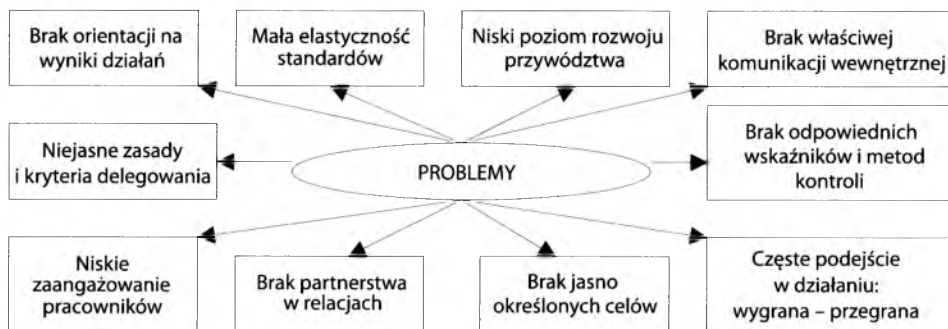 Brak orientacji na
wyniki działań
Mała elastyczność
standardów
Niski poziom rozwoju
przywództwa
Brak właściwej
komunikacji wewnętrznej
Niejasne zasady
i kryteria delegowania
PROBLEMY
Brak odpowiednich
wskaźników i metod
kontroli
Niskie
zaangażowanie
pracowników
Brak partnerstwa
w relacjach
Brak jasno
określonych celów
Częste podejście
w działaniu:
wygrana – przegrana